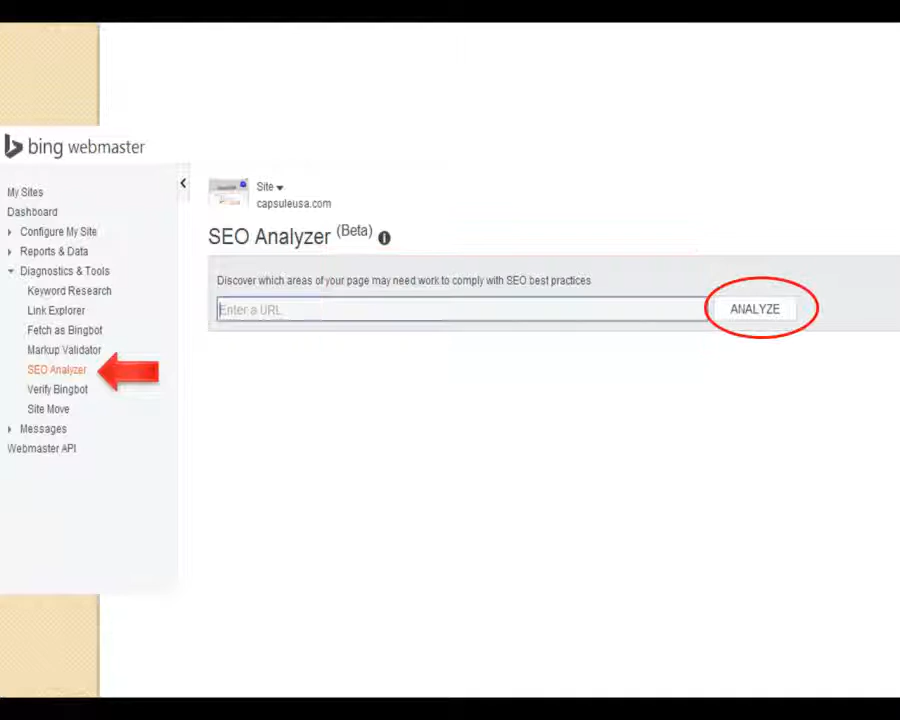 bing webmaster
My Sites
Dashboard
Configure My Site
Reports & Data
Diagnostics & Tools
Keyword Research
Link Explorer
Fetch as Bingbot
Markup Validator
SEO Analyzer
Verify Bingbot
Site Move
Messages
Webmaster API
Site
capsuleusa.com
SEO Analyzer (Beta)
Discover which areas of your page may need work to comply with SEO best practices
Enter a URL
ANALYZE